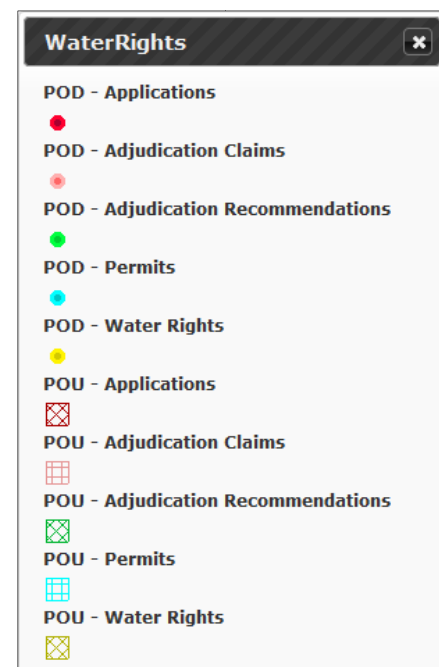 WaterRights
POD - Applications
POD - Adjudication Claims
POD - Adjudication Recommendations
POD - Permits
POD - Water Rights
POU - Applications
POU - Adjudication Claims
POU - Adjudication Recommendations
POU - Permits
POU - Water Rights